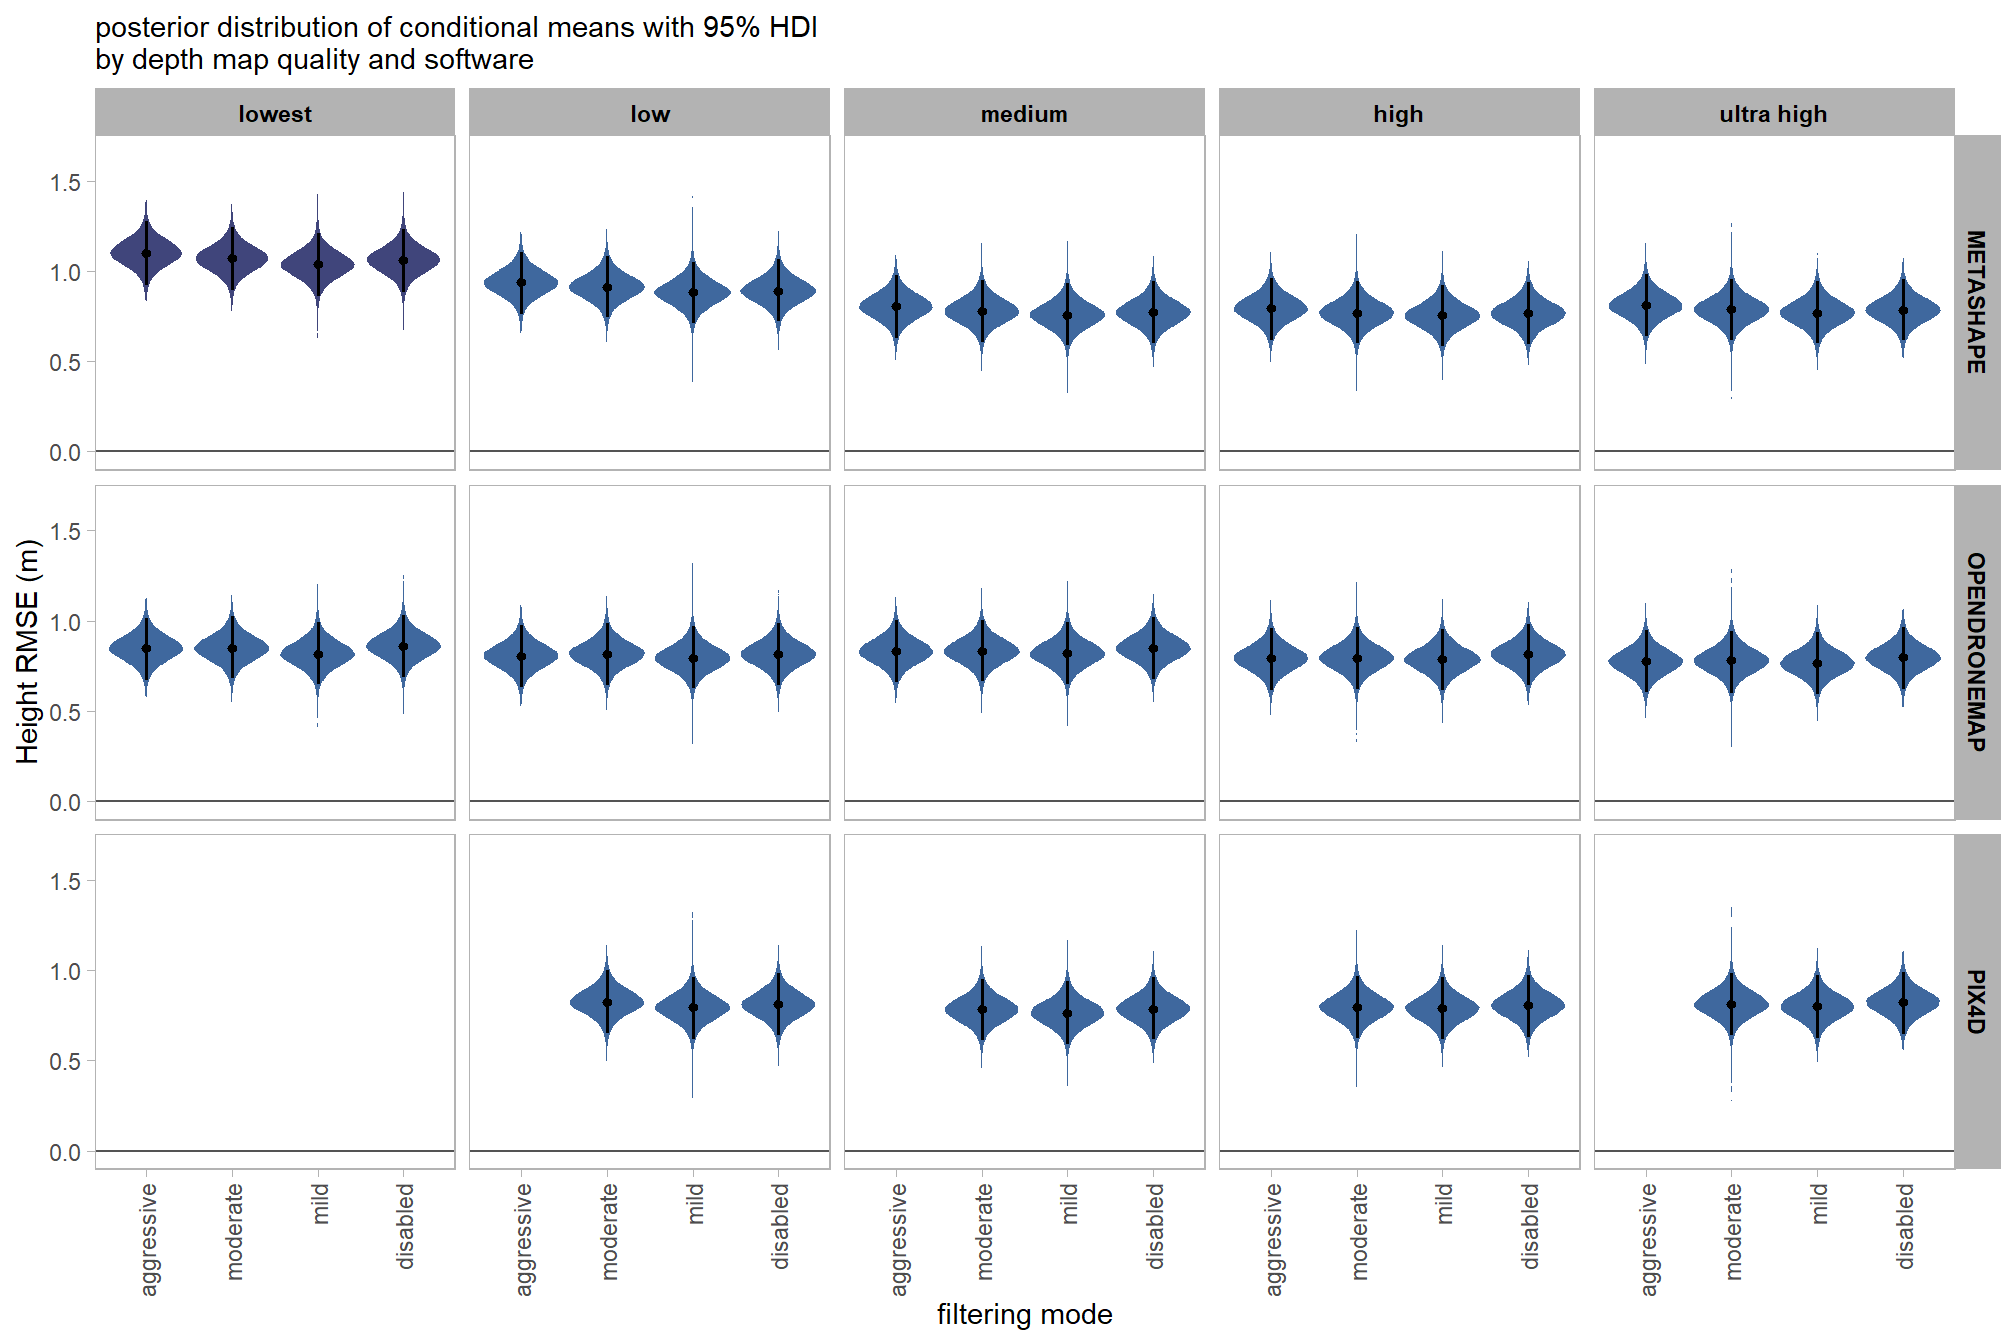 posterior distribution of conditional means with 95% HDI
by depth map quality and software
lowest
low
medium
high
ultra high
1.5
1.0
0.5
0.0
METASHAPE
Height RMSE (m)
1.5
1.0
0.5
0.0
OPENDRONEMAP
1.5
1.0
0.5
0.0
PIX4D
aggressive
moderate
mild
disabled
aggressive
moderate
mild
disabled
aggressive
moderate
mild
disabled
aggressive
moderate
mild
disabled
aggressive
moderate
mild
disabled
filtering mode